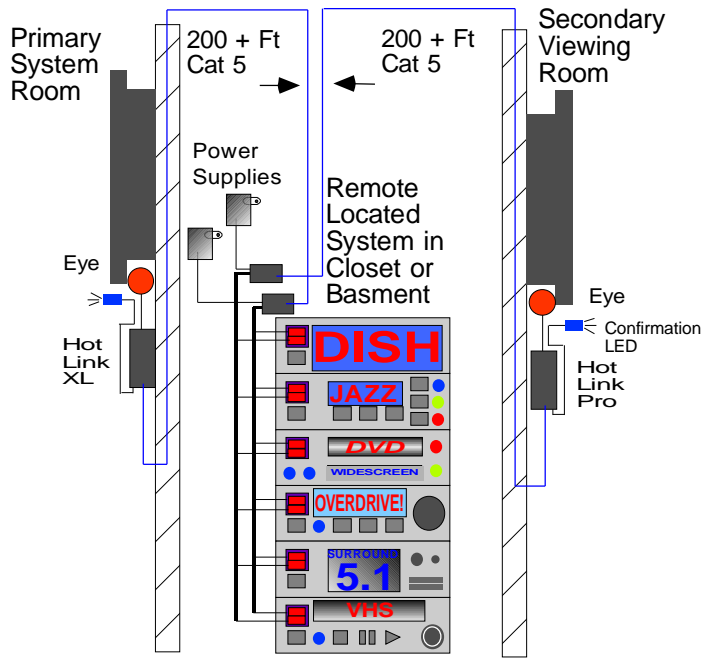 Primary
System
Room
200 + Ft
Cat 5
200 + Ft
Cat 5
Secondary
Viewing
Room
Power
Supplies
Remote
Located
System in
Closet or
Basment
Eye
Hot
Link
XL
Eye
Confirmation
LED
Hot
Link
Pro
DISH
JAZZ
DVD
WIDESCREEN
OVERDRIVE!
SURROUND
5.1
VHS